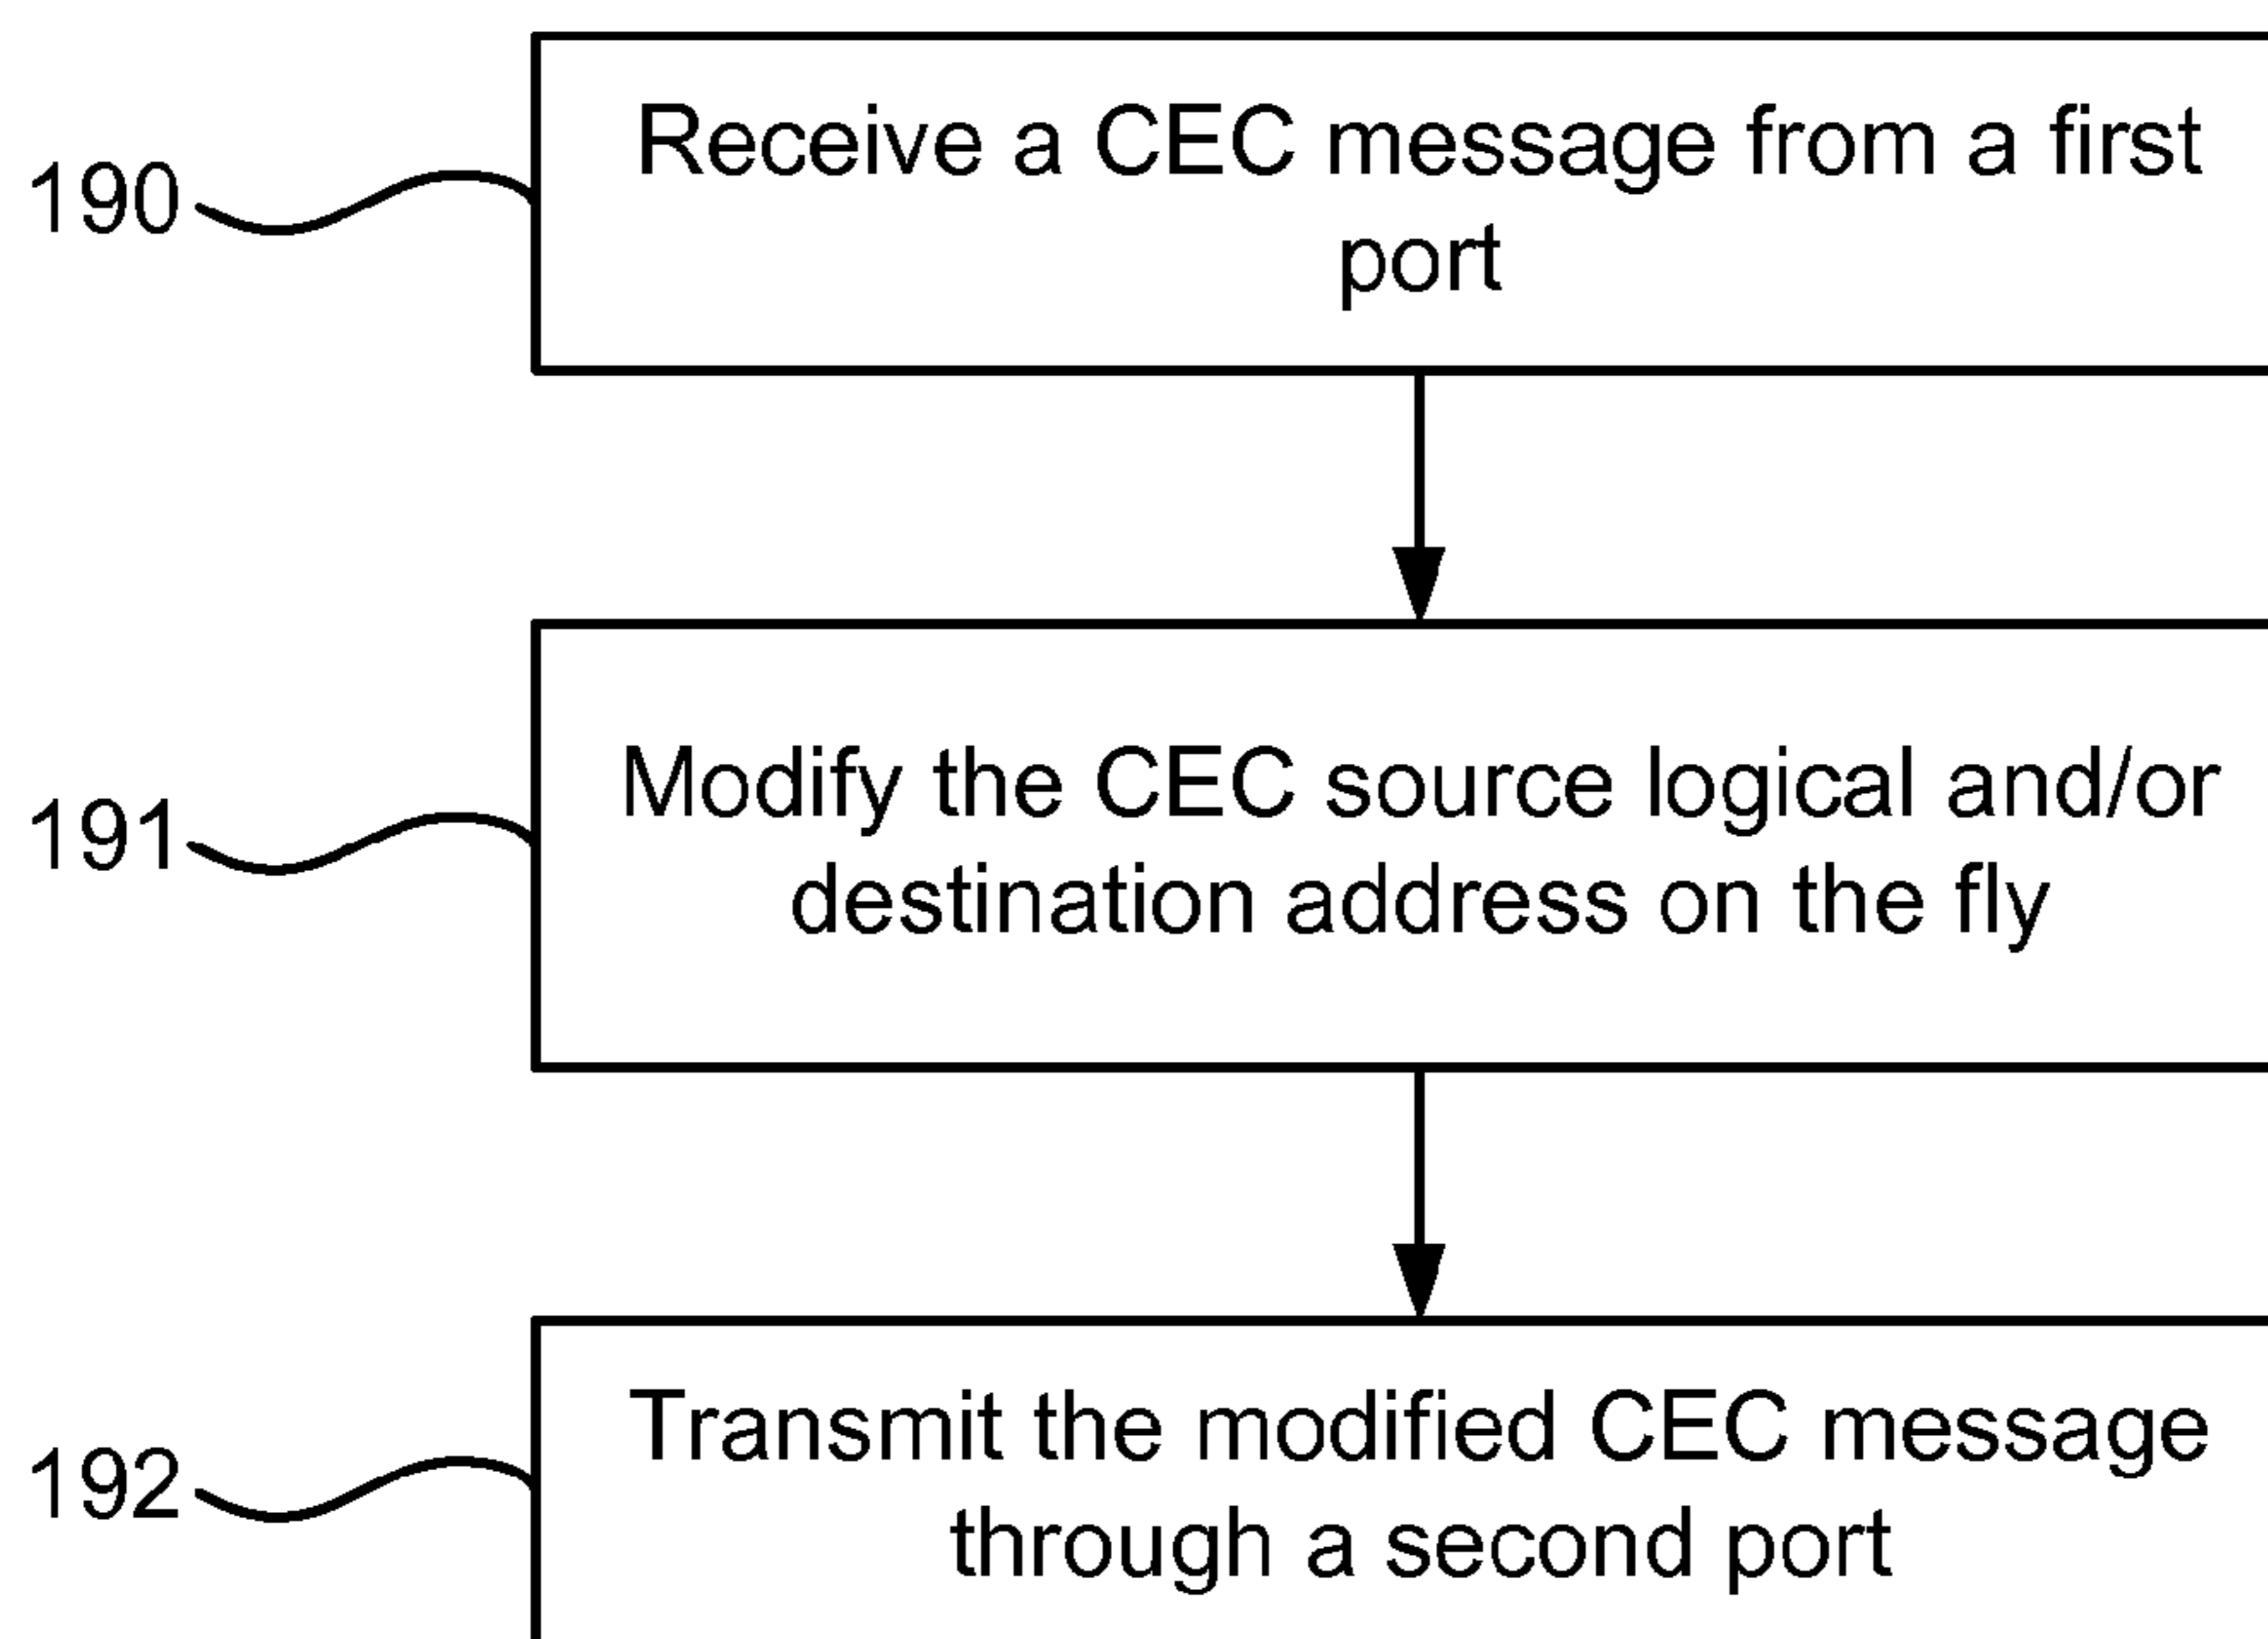 190
Receive a CEC message from a first
port
191
Modify the CEC source logical and/or
destination address on the fly
192
Transmit the modified CEC message
through a second port